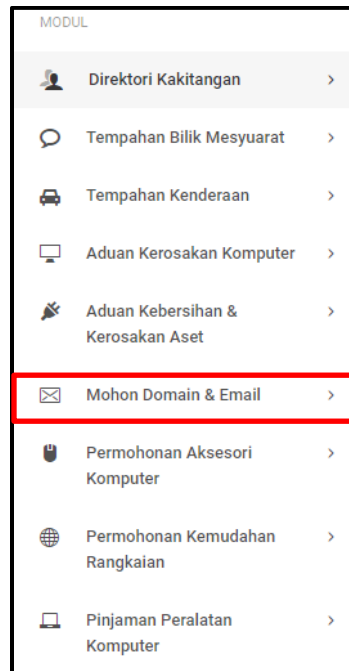 MODUL
Direktori Kakitangan
Tempahan Bilik Mesyuarat
Tempahan Kenderaan
Aduan Kerosakan Komputer
Aduan Kebersihan &
Kerosakan Aset
Mohon Domain & Email
Permohonan Aksesori
Komputer
Permohonan Kemudahan
Rangkaian
Pinjaman Peralatan
Komputer